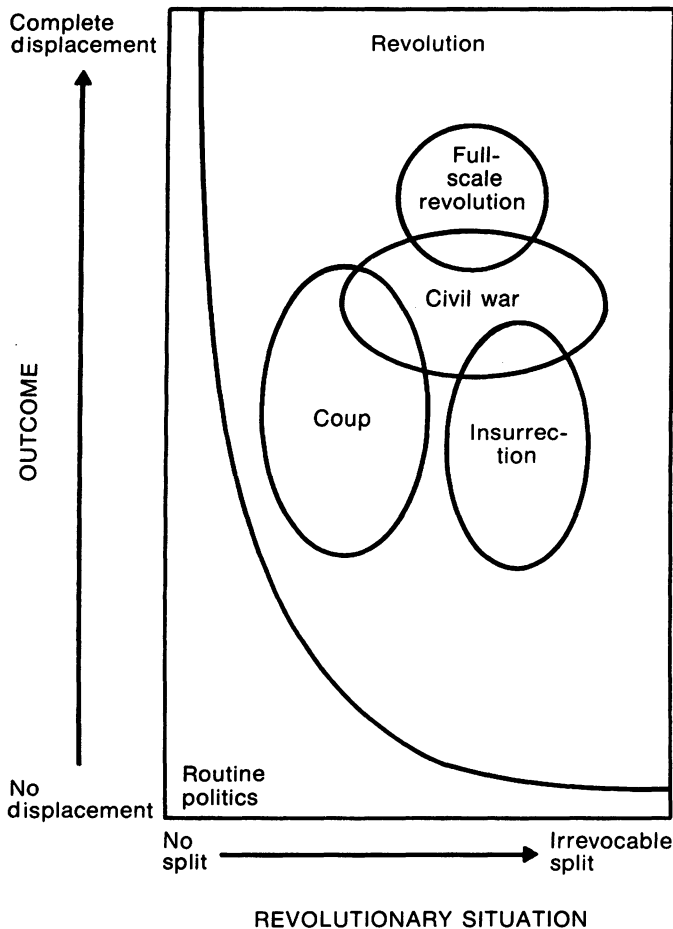 Complete
displacement
Revolution
Full-
scale
revolution
Civil war
OUTCOME
Coup
Insurrec-
tion
Routine
politics
No
displacement
No
split
Irrevocable
split
REVOLUTIONARY SITUATION